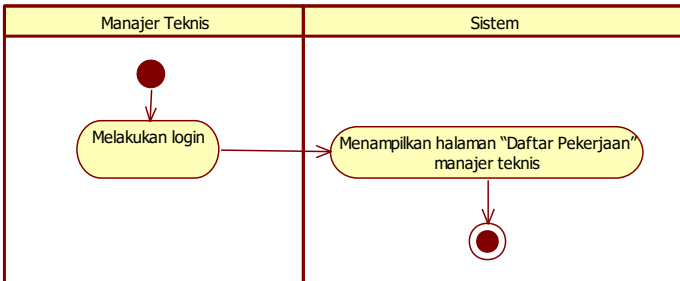 Manajer Teknis
Sistem
Melakukan login
Menampilkan halaman “Daftar Pekerjaan”
manajer teknis